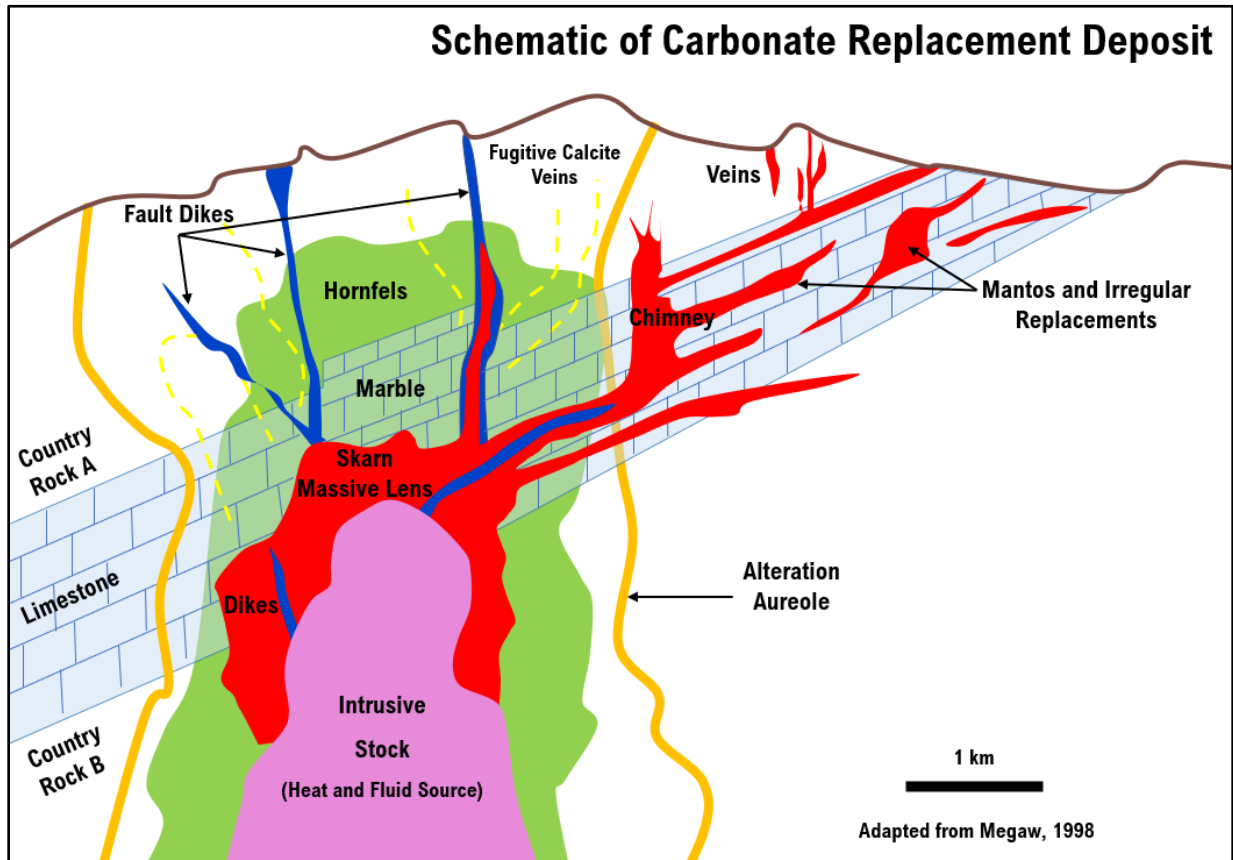 Schematic of Carbonate Replacement Deposit
Fugitive Calcite
Veins
Veins
Fault Dikes
Hornfels
Chimney
Mantos and Irregular
Replacements
Marble
Country
Rock A
Skarn
Massive Lens
Limestone
Dikes
Alteration
Aureole
Intrusive
Stock
(Heat and Fluid Source)
Country
Rock B
1 km
Adapted from Megaw, 1998